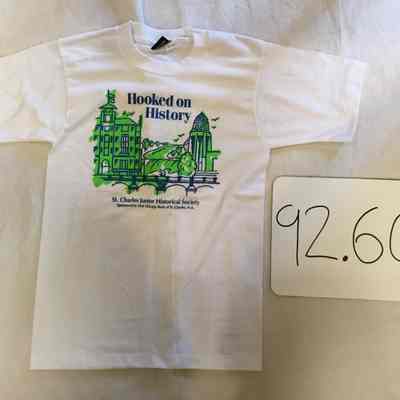 Hooked on
History
St. Charles Junior Historical Society
92.60